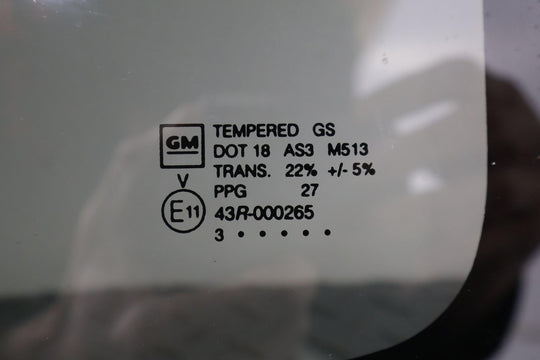 GM TEMPERED GS
DOT 18 AS3 M513
TRANS. 22% +/- 5%
V PPG 27
E11 43R-000265
3 • • • • •